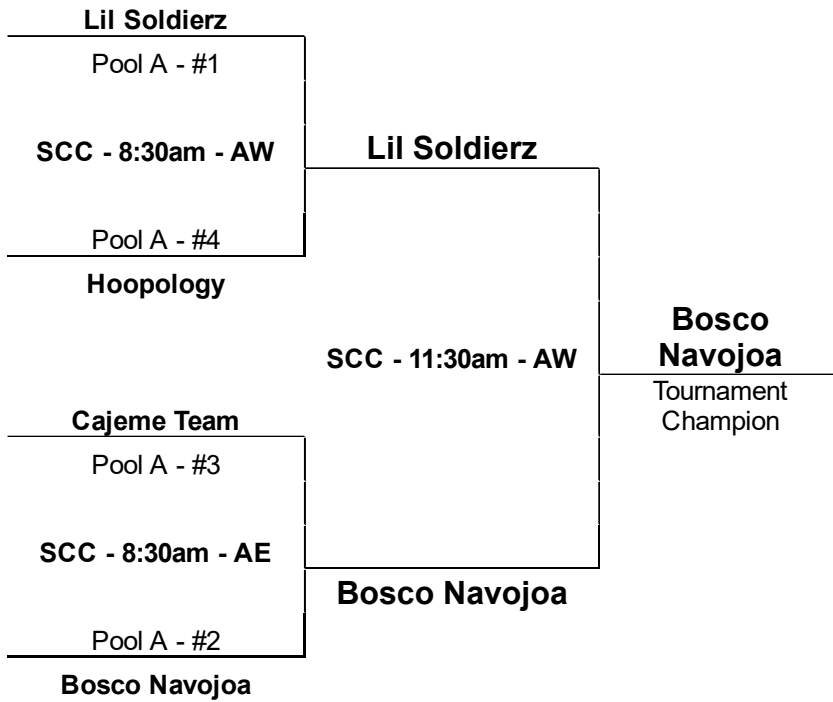 Lil Soldierz
Pool A - #1
SCC - 8:30am - AW
Lil Soldierz
Pool A - #4
Hoopology
SCC - 11:30am - AW
Bosco
Navojoa
Tournament
Champion
Cajeme Team
Pool A - #3
SCC - 8:30am - AE
Bosco Navojoa
Pool A - #2
Bosco Navojoa